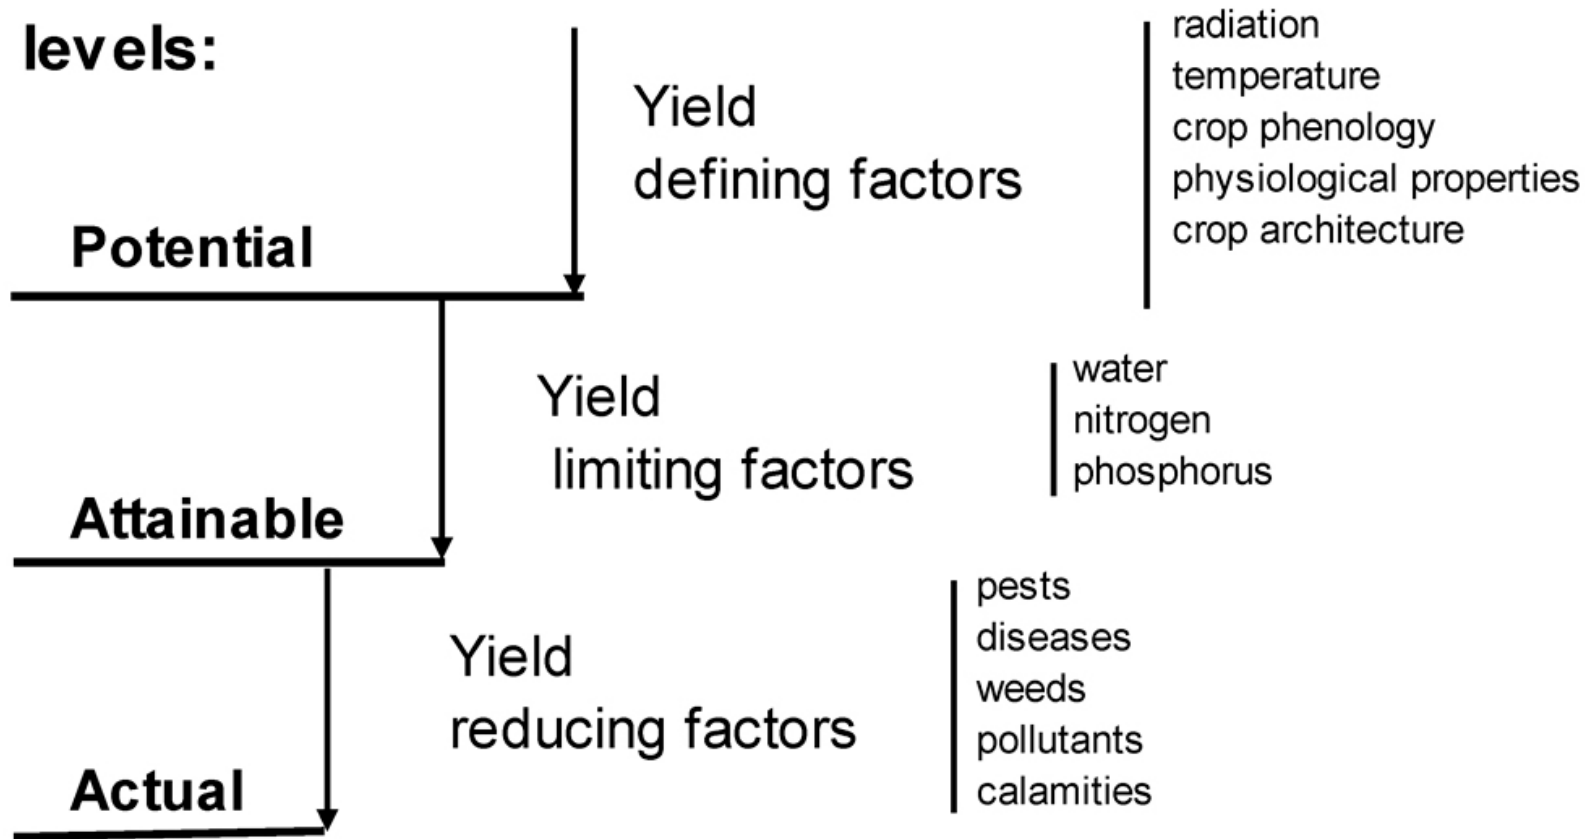 levels:
Yield
defining factors
radiation
temperature
crop phenology
physiological properties
crop architecture
Potential
Yield
limiting factors
water
nitrogen
phosphorus
Attainable
Yield
reducing factors
pests
diseases
weeds
pollutants
calamities
Actual